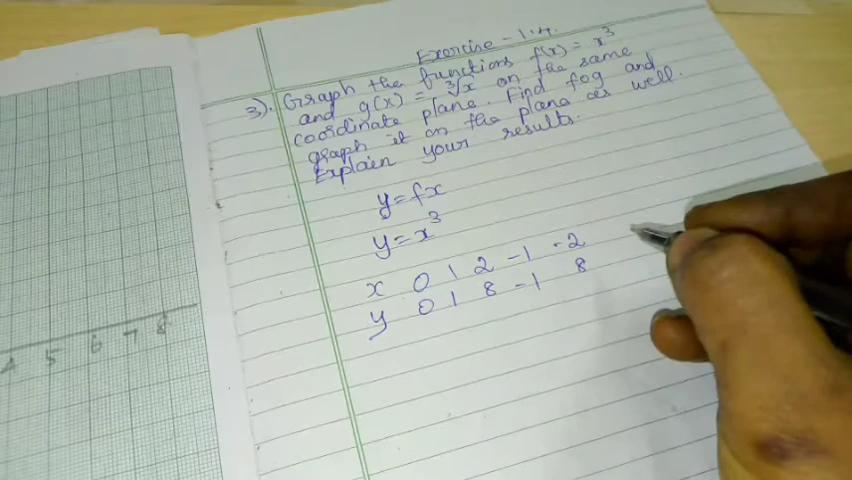 Exercise - 1.4.
3). Graph the functions f(x) = x³
and g(x) = ∛x on the same
coordinate plane. Find fog and
graph it on the plane as well.
Explain your results.
y = fx
y = x³
x 0 1 2 -1 -2
y 0 1 8 -1 8
4 5 6 7 8